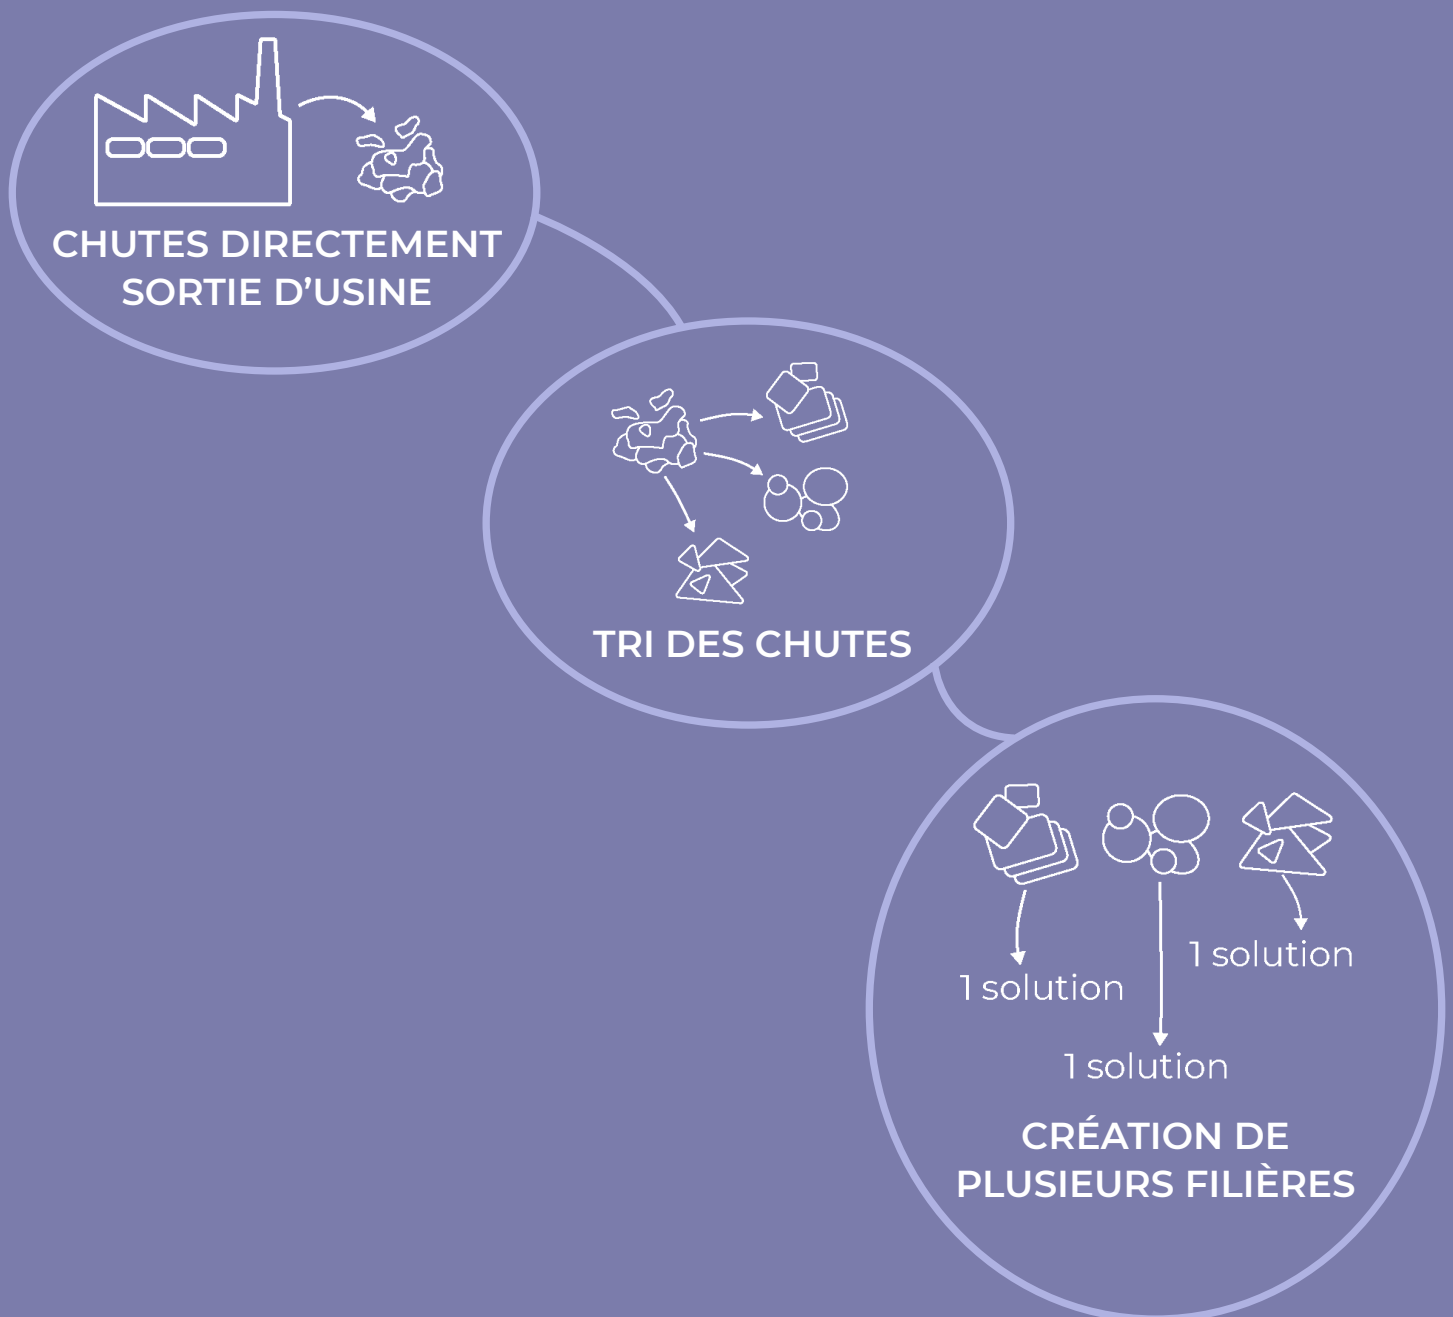 CHUTES DIRECTEMENT
SORTIE D’USINE
TRI DES CHUTES
1 solution
1 solution
1 solution
CRÉATION DE
PLUSIEURS FILIÈRES